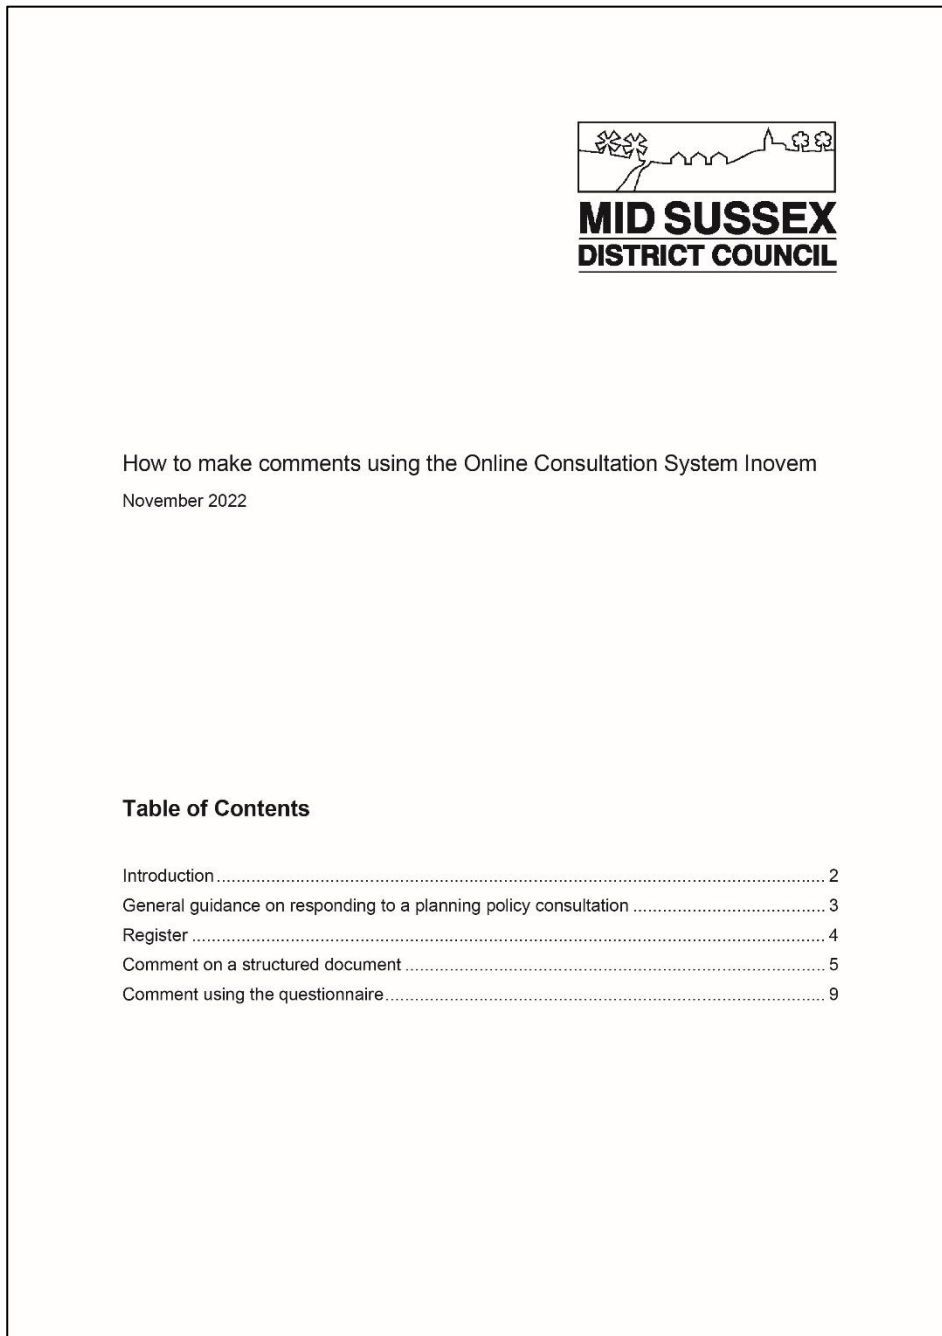 MID SUSSEX
DISTRICT COUNCIL
How to make comments using the Online Consultation System Inovem
November 2022
Table of Contents
Introduction ........................................................................................................................... 2
General guidance on responding to a planning policy consultation ....................................... 3
Register ................................................................................................................................ 4
Comment on a structured document ..................................................................................... 5
Comment using the questionnaire......................................................................................... 9